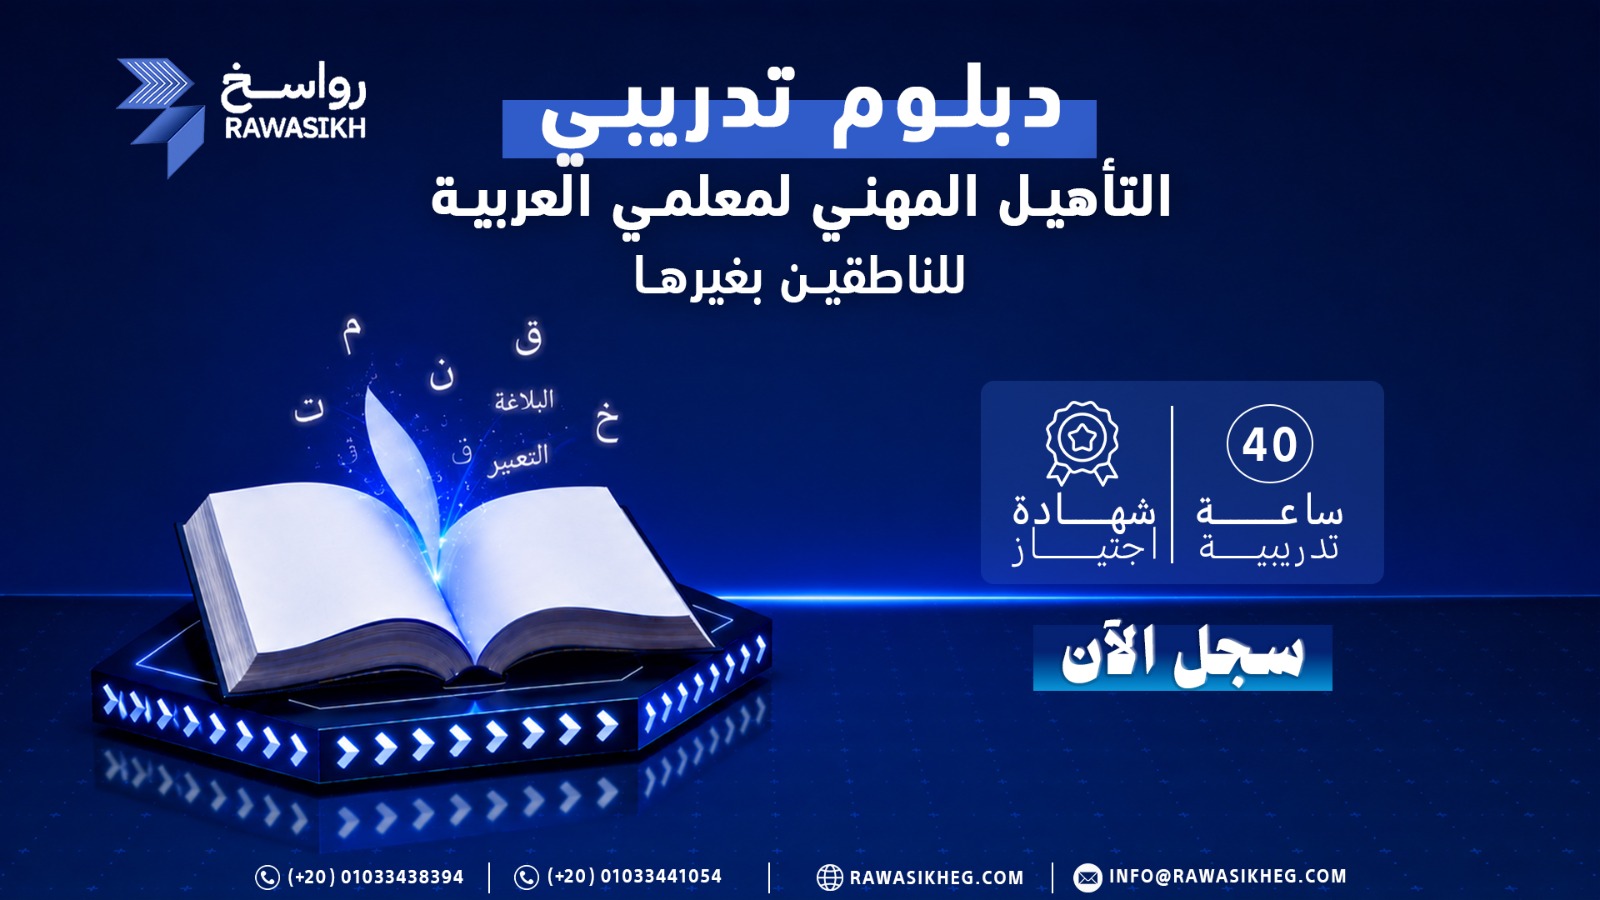 رواسخ
RAWASIKH
دبلوم تدريبي
التأهيل المهني لمعلمي العربية
للناطقين بغيرها
م
ق
ن
ت
البلاغة
خ
ق
التعبير
40
ساعة
تدريبية
شهادة
اجتياز
سجل الآن
(+20) 01033438394
(+20) 01033441054
RAWASIKHEG.COM
INFO@RAWASIKHEG.COM